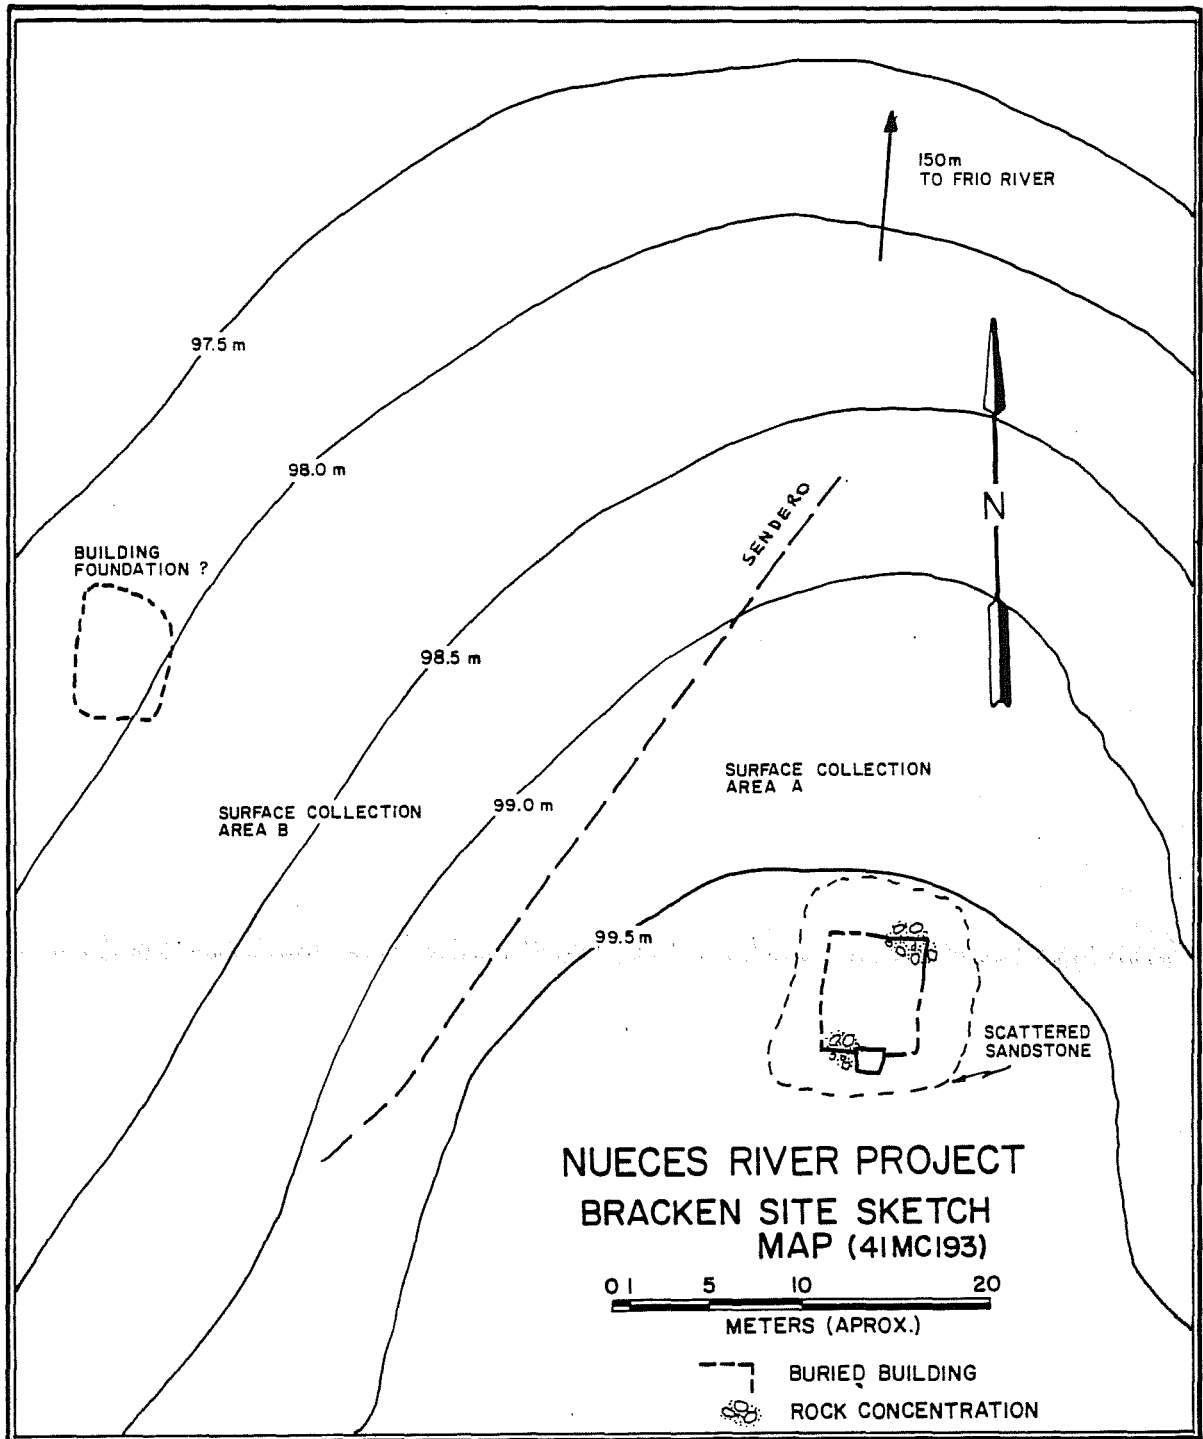 150m
TO FRIO RIVER
97.5 m
98.0 m
N
SENDERO
BUILDING
FOUNDATION ?
98.5 m
SURFACE COLLECTION
AREA A
99.0 m
SURFACE COLLECTION
AREA B
99.5 m
SCATTERED
SANDSTONE
NUECES RIVER PROJECT
BRACKEN SITE SKETCH
MAP (41MC193)
0 1 5 10 20
METERS (APROX.)
BURIED BUILDING
ROCK CONCENTRATION